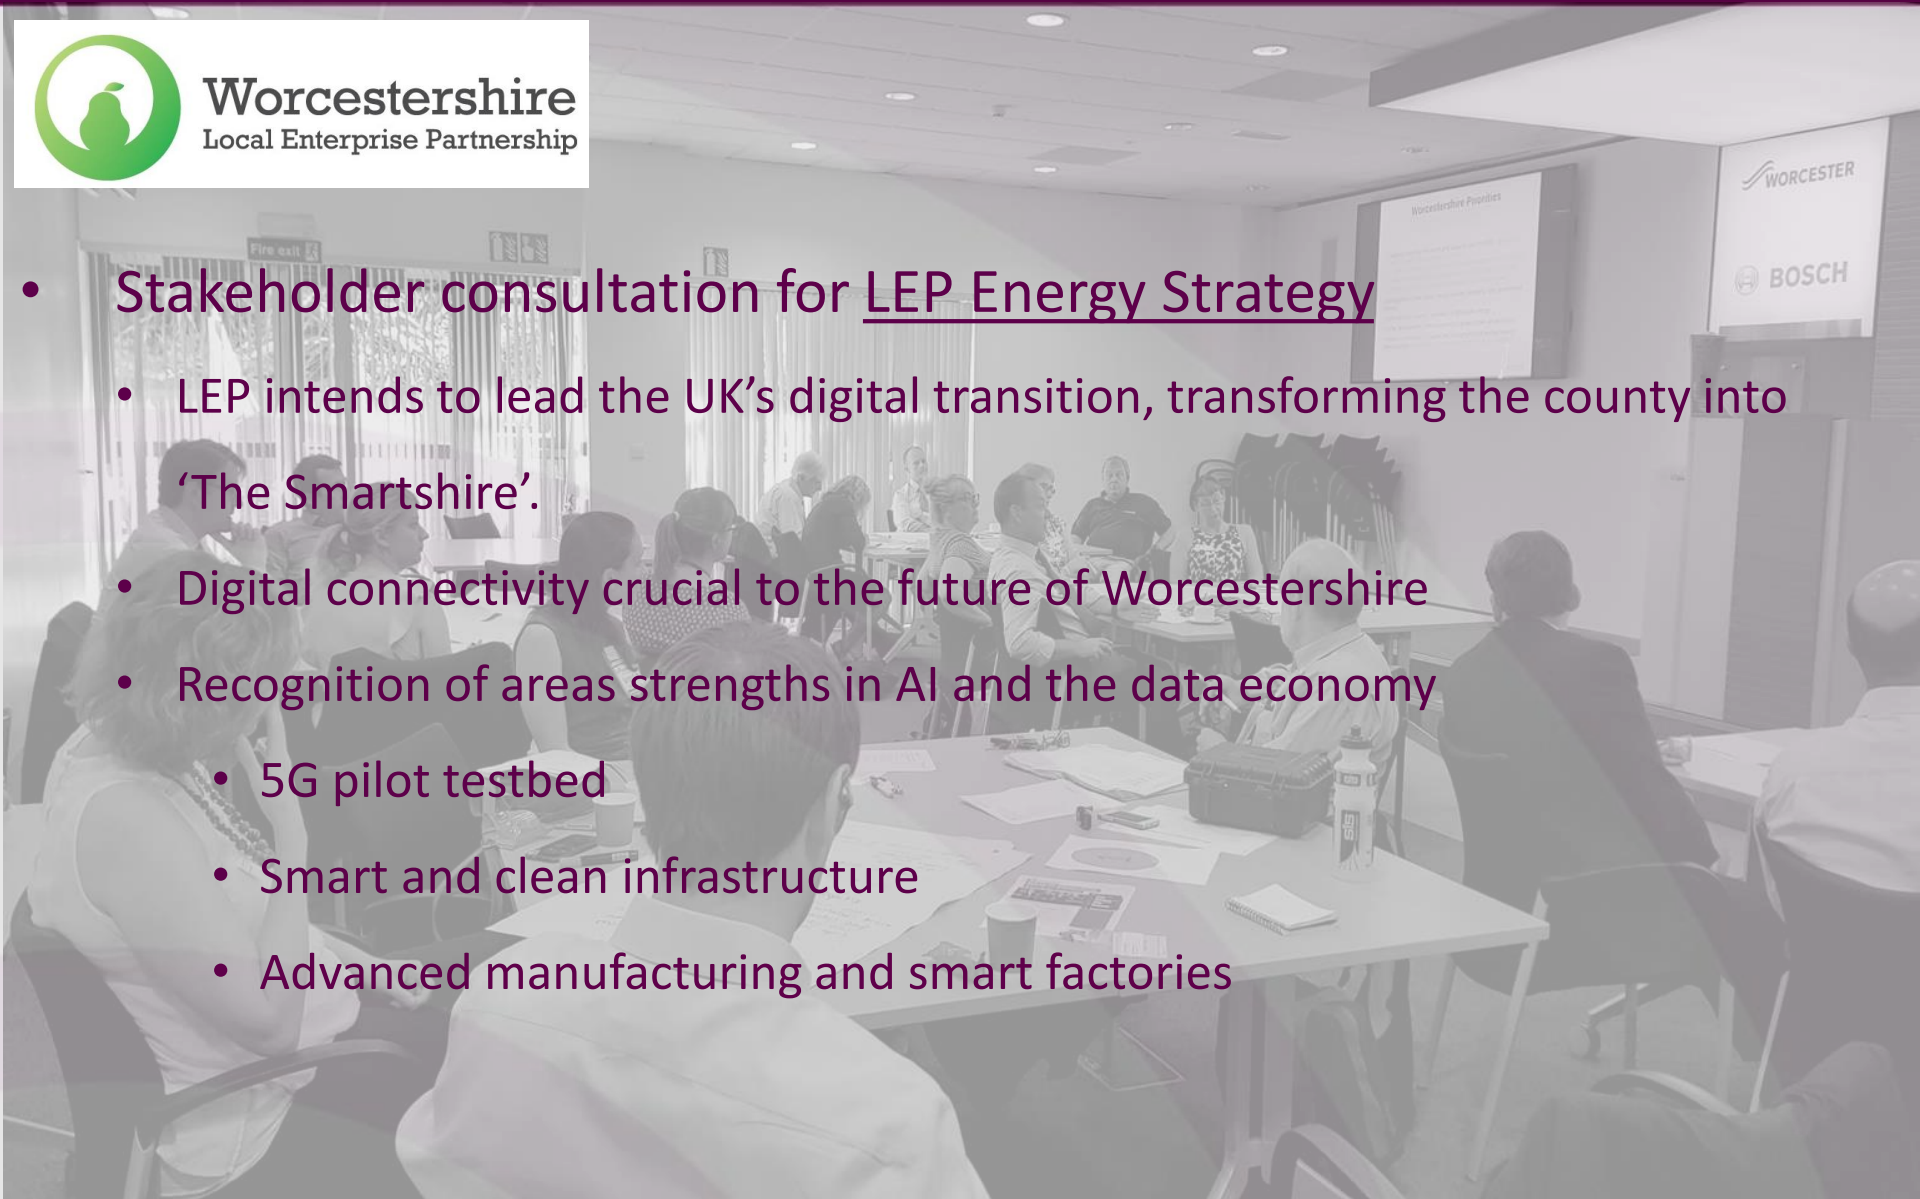 Worcestershire
Local Enterprise Partnership
WORCESTER
Worcestershire Priorities
Fire exit
BOSCH
• Stakeholder consultation for LEP Energy Strategy
• LEP intends to lead the UK’s digital transition, transforming the county into
‘The Smartshire’.
• Digital connectivity crucial to the future of Worcestershire
• Recognition of areas strengths in AI and the data economy
• 5G pilot testbed
• Smart and clean infrastructure
• Advanced manufacturing and smart factories
sis